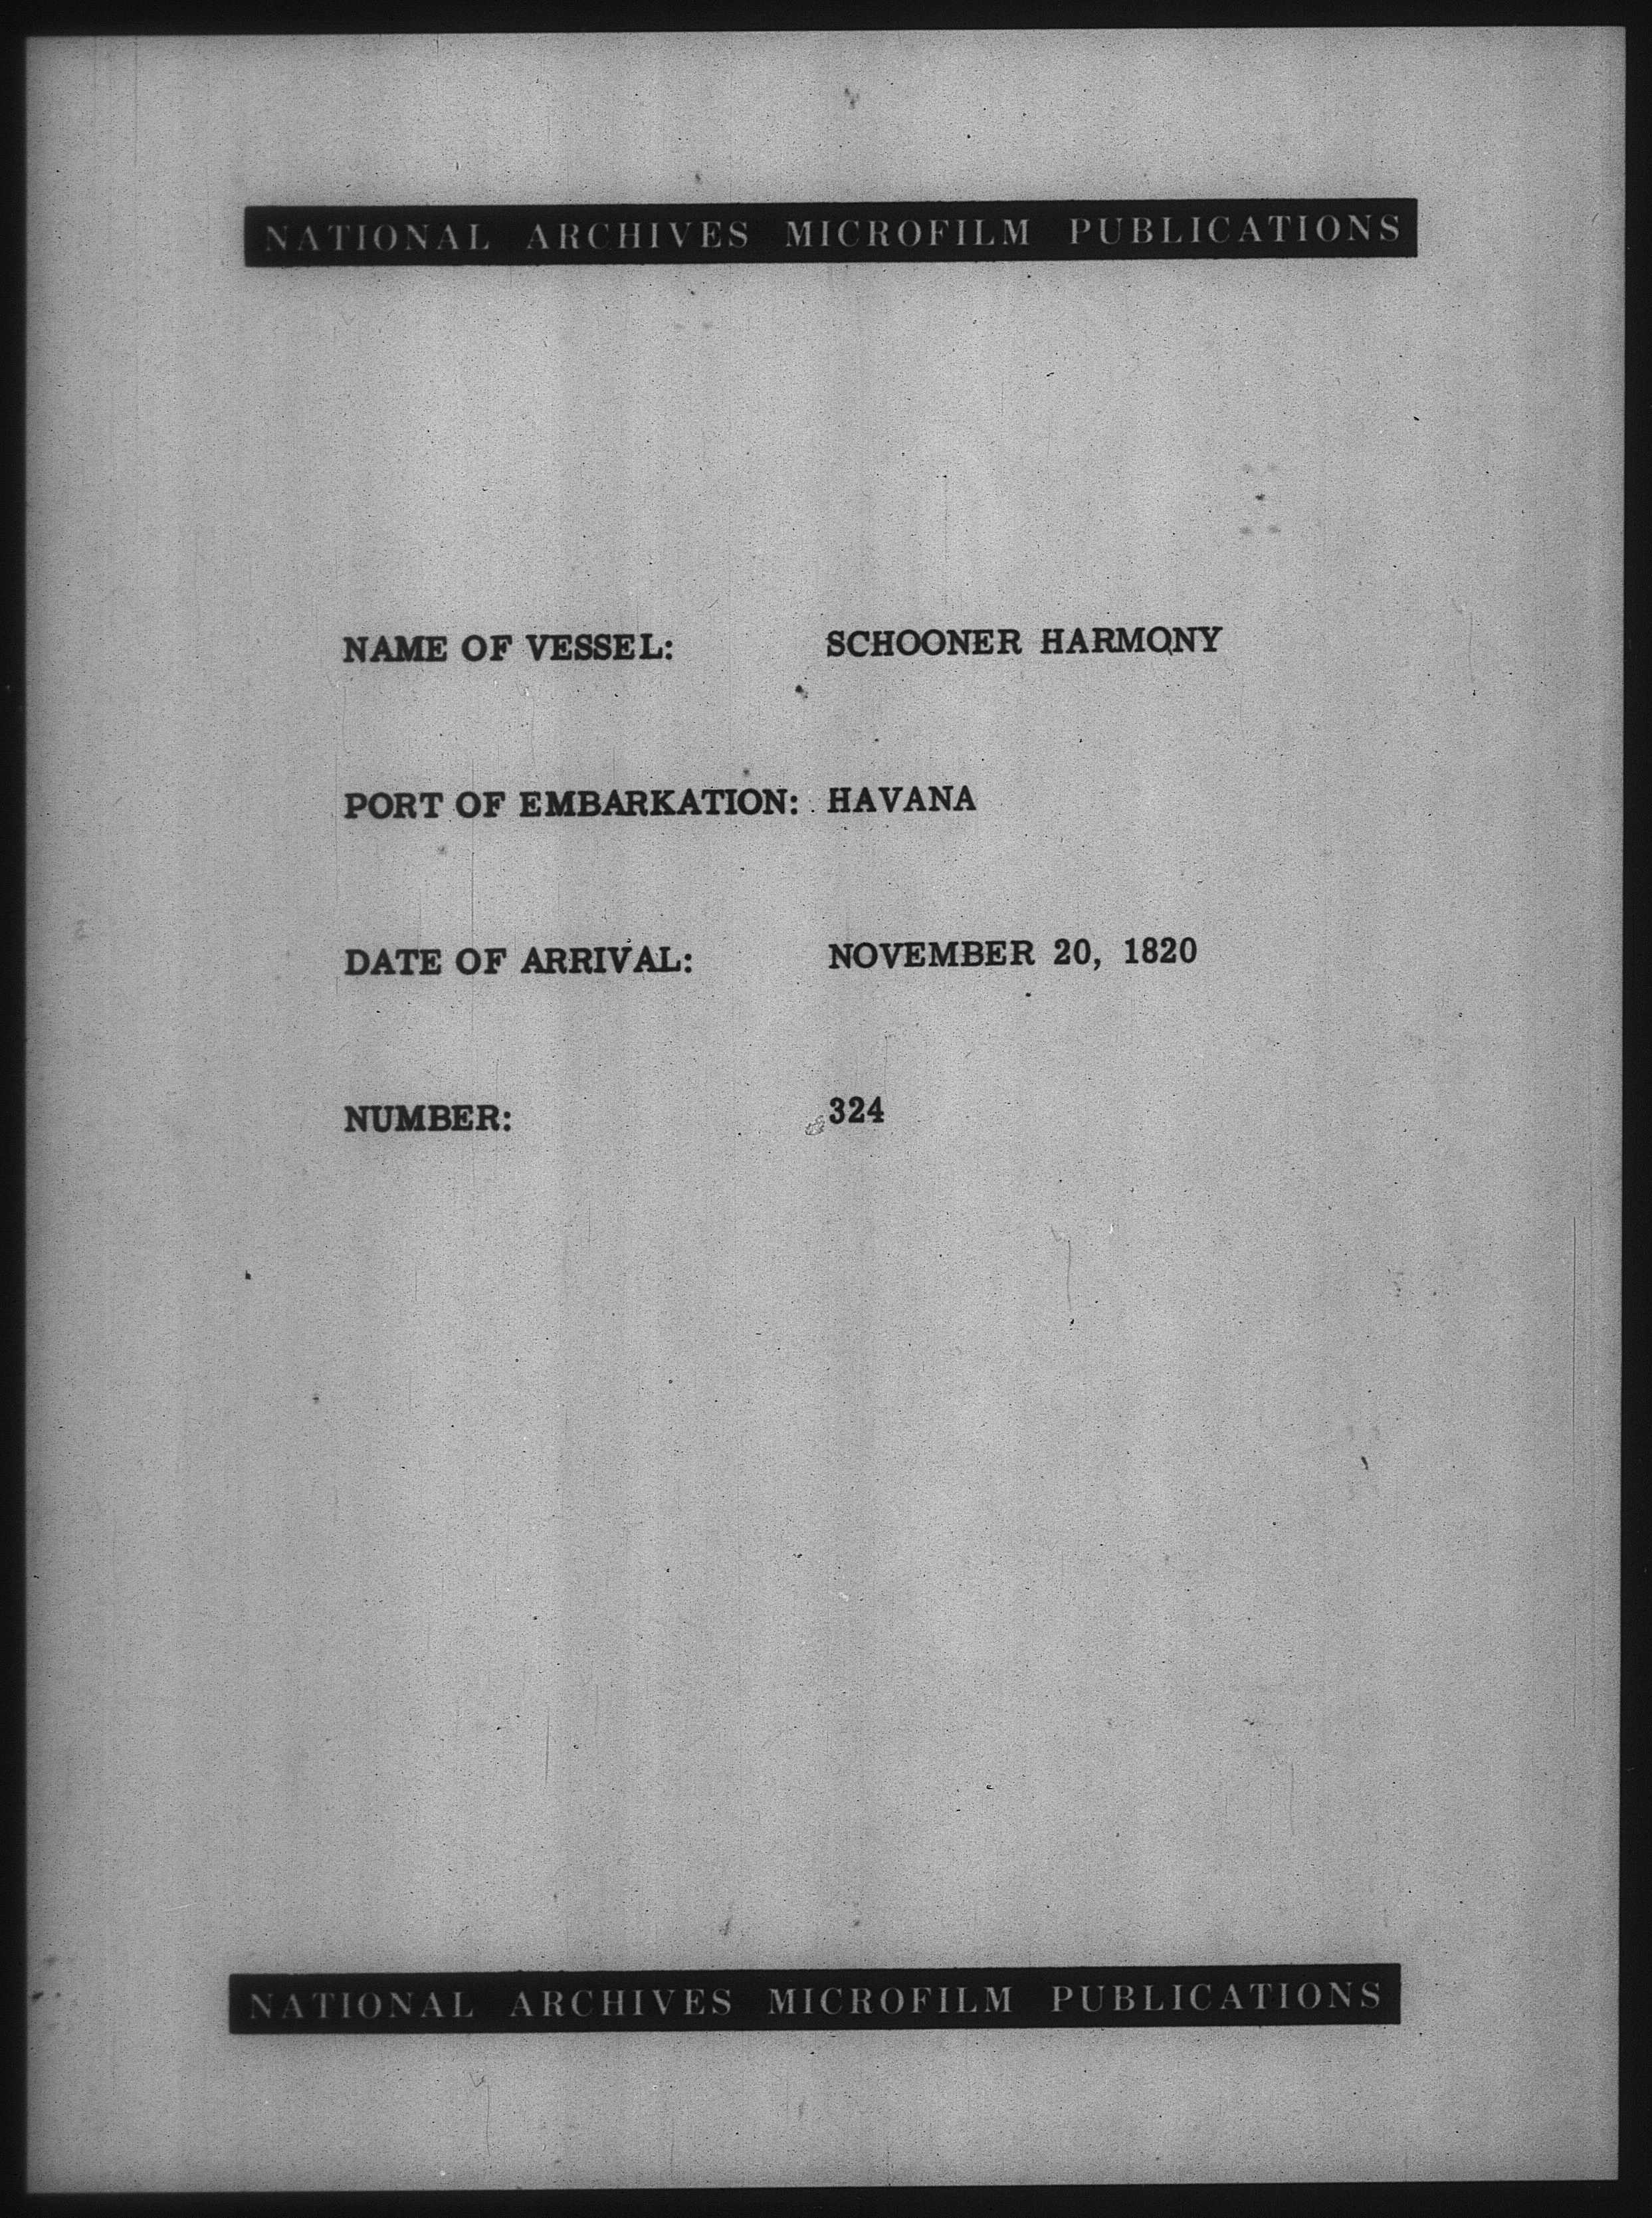 NATIONAL ARCHIVES MICROFILM PUBLICATIONS
NAME OF VESSEL: SCHOONER HARMONY
PORT OF EMBARKATION: HAVANA
DATE OF ARRIVAL: NOVEMBER 20, 1820
NUMBER: 324
NATIONAL ARCHIVES MICROFILM PUBLICATIONS